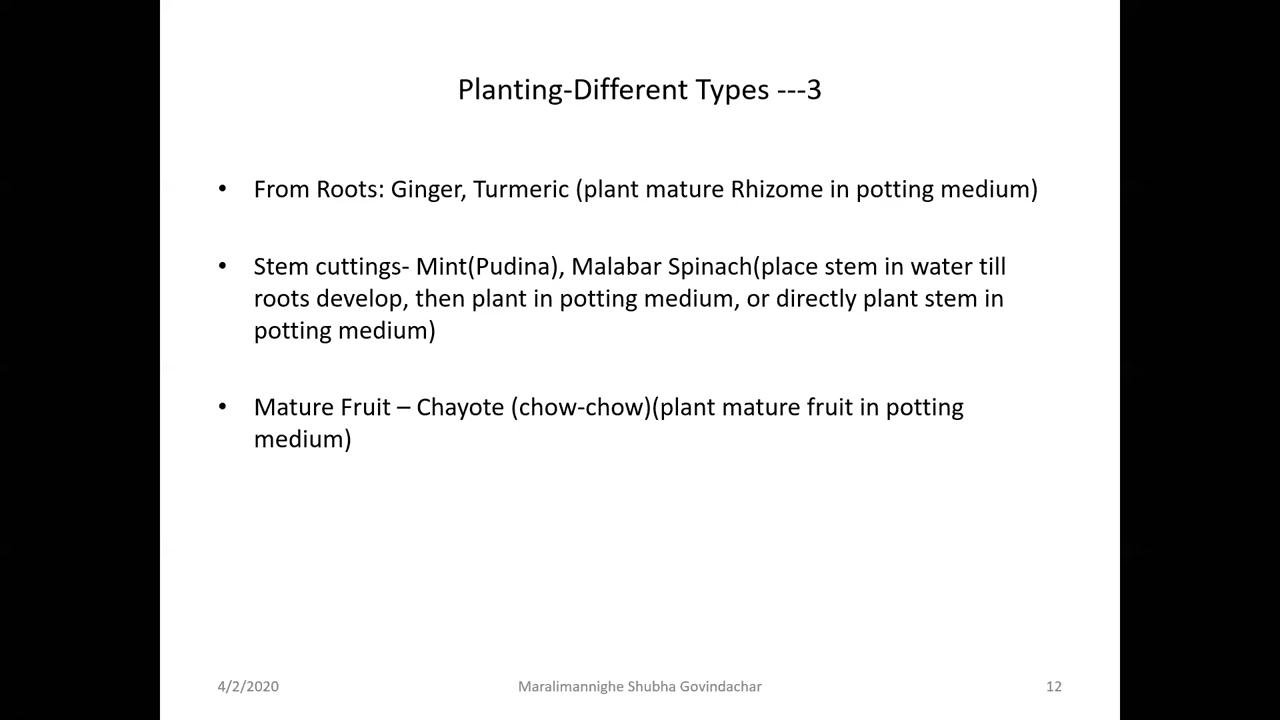 Planting-Different Types ---3
• From Roots: Ginger, Turmeric (plant mature Rhizome in potting medium)
• Stem cuttings- Mint(Pudina), Malabar Spinach(place stem in water till
roots develop, then plant in potting medium, or directly plant stem in
potting medium)
• Mature Fruit – Chayote (chow-chow)(plant mature fruit in potting
medium)
4/2/2020 Maralimannighe Shubha Govindachar 12